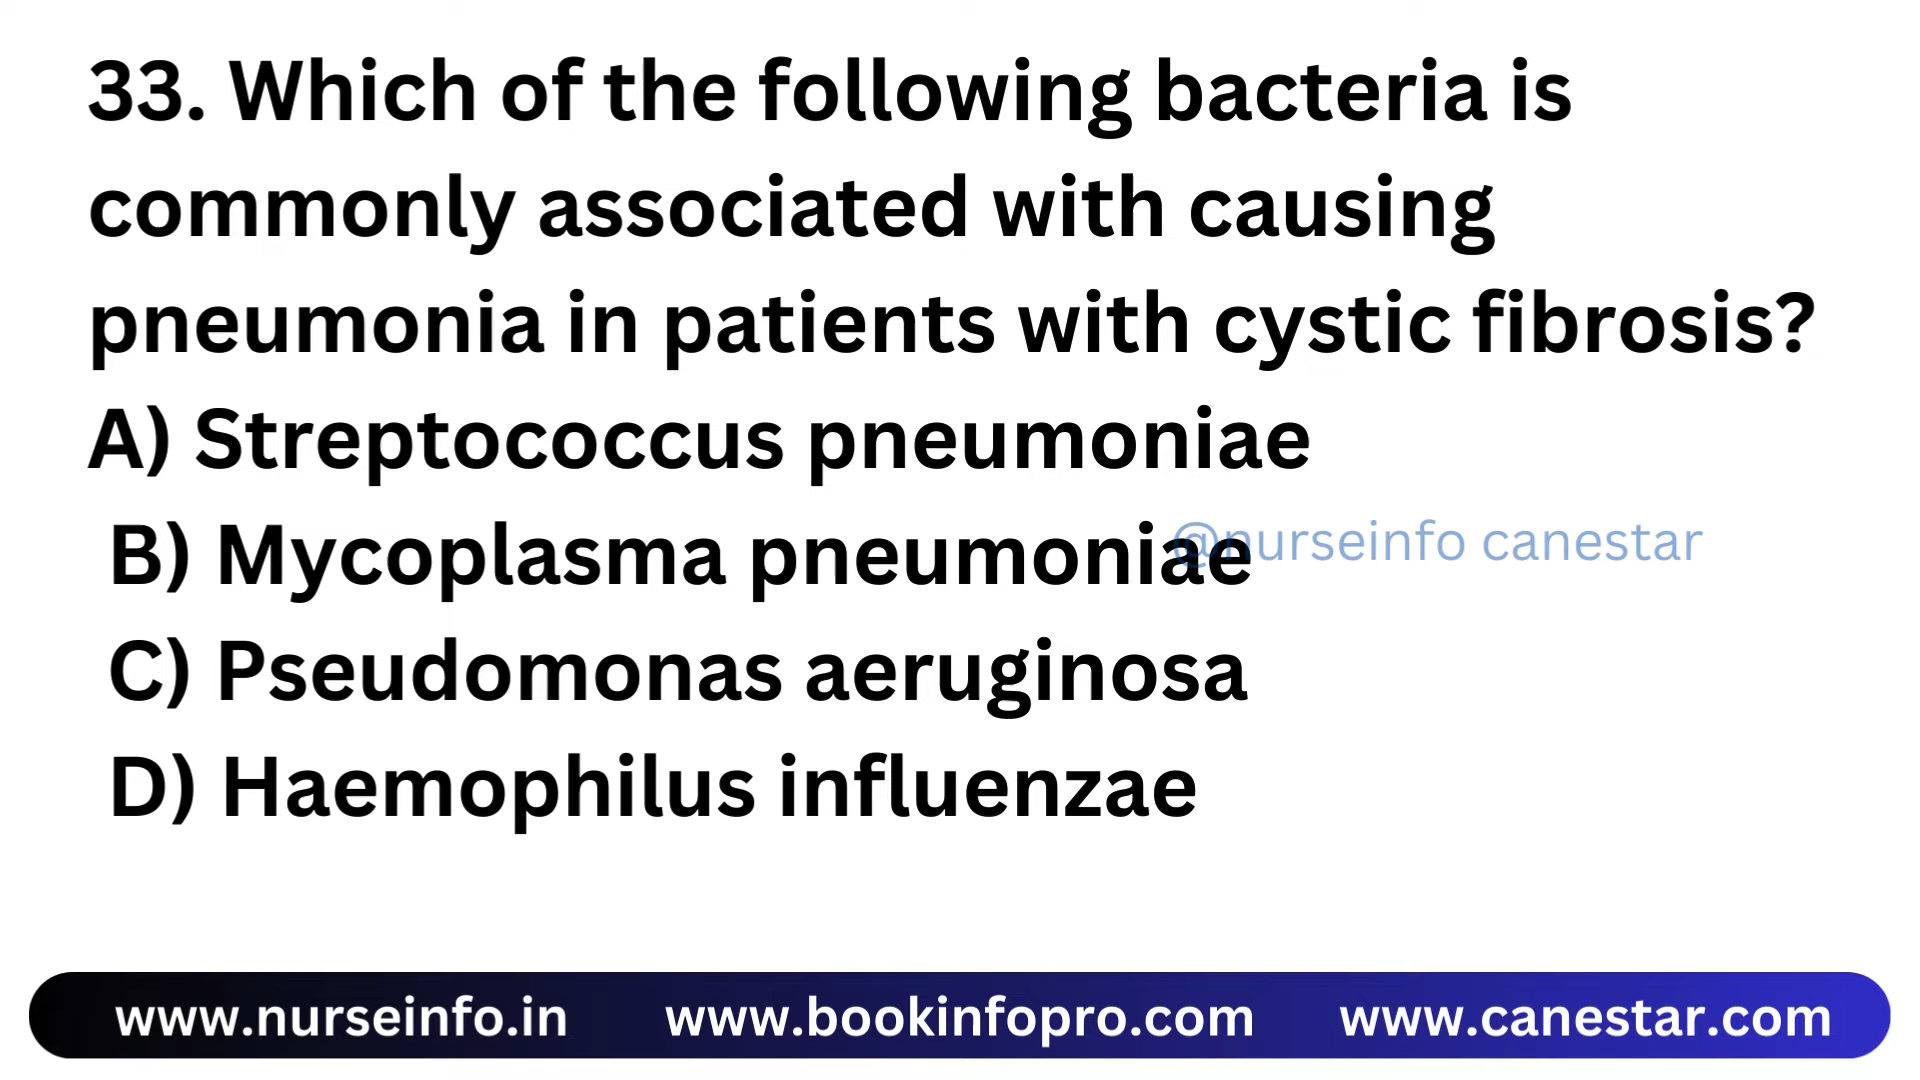 33. Which of the following bacteria is
commonly associated with causing
pneumonia in patients with cystic fibrosis?
A) Streptococcus pneumoniae
B) Mycoplasma pneumoniae
@nurseinfo canestar
C) Pseudomonas aeruginosa
D) Haemophilus influenzae
www.nurseinfo.in www.bookinfopro.com www.canestar.com